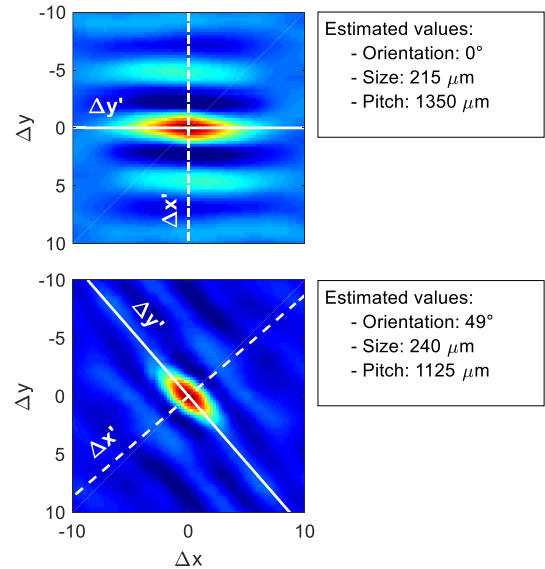 -10
-5
0
5
10
Δy
Δy'
Δx'
Estimated values:
- Orientation: 0°
- Size: 215 μm
- Pitch: 1350 μm
-10
-5
0
5
10
Δy
Δy'
Δx'
-10
0
10
Δx
Estimated values:
- Orientation: 49°
- Size: 240 μm
- Pitch: 1125 μm